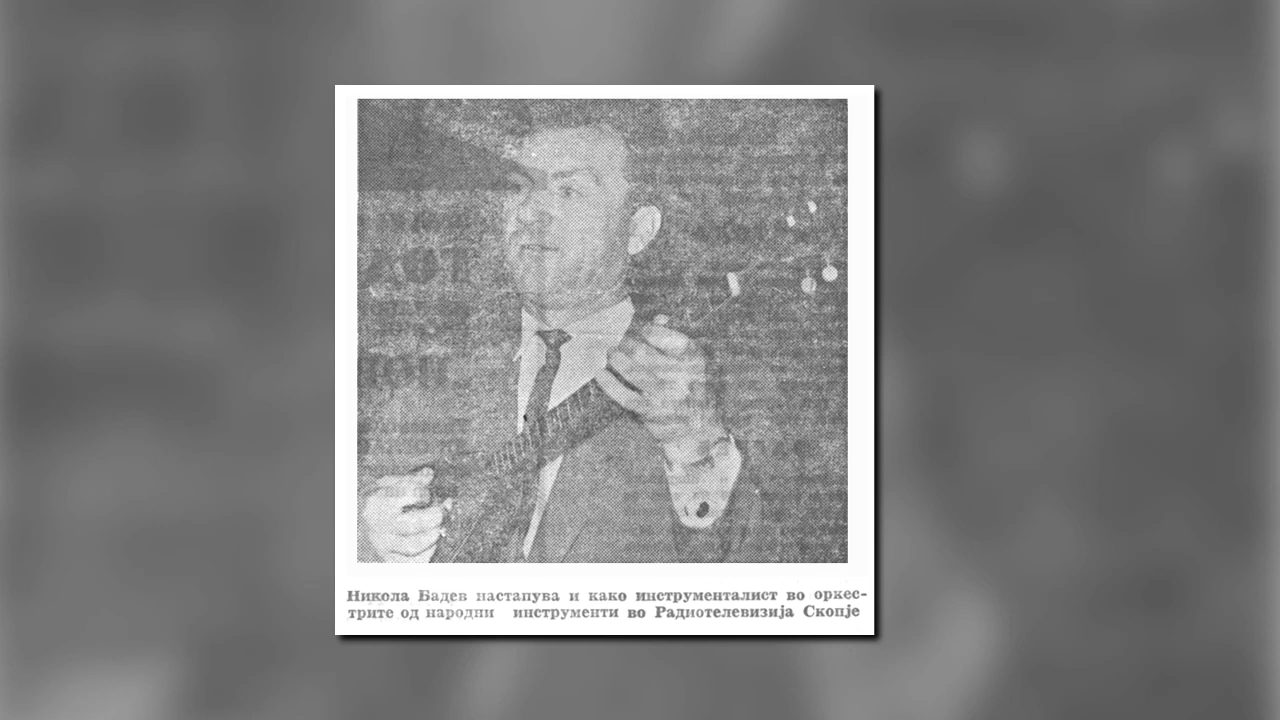 Никола Бадев настапува и како инструменталист во оркес-
трите од народни инструменти во Радиотелевизија Скопје